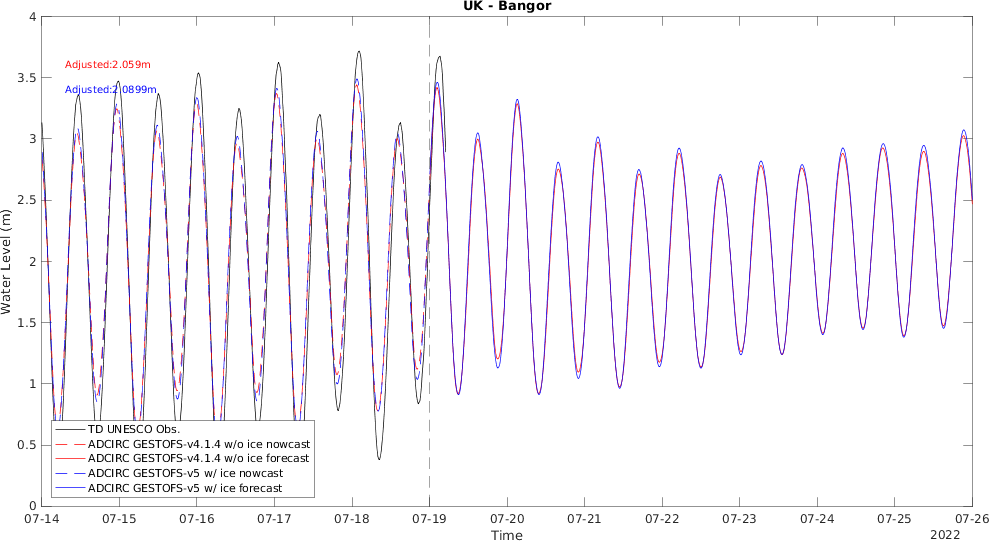 UK - Bangor
4
3.5
3
2.5
2
1.5
1
0.5
0
Water Level (m)
Adjusted:2.059m
Adjusted:2.0899m
TD UNESCO Obs.
ADCIRC GESTOFS-v4.1.4 w/o ice nowcast
ADCIRC GESTOFS-v4.1.4 w/o ice forecast
ADCIRC GESTOFS-v5 w/ ice nowcast
ADCIRC GESTOFS-v5 w/ ice forecast
07-14 07-15 07-16 07-17 07-18 07-19 07-20 07-21 07-22 07-23 07-24 07-25 07-26
Time
2022